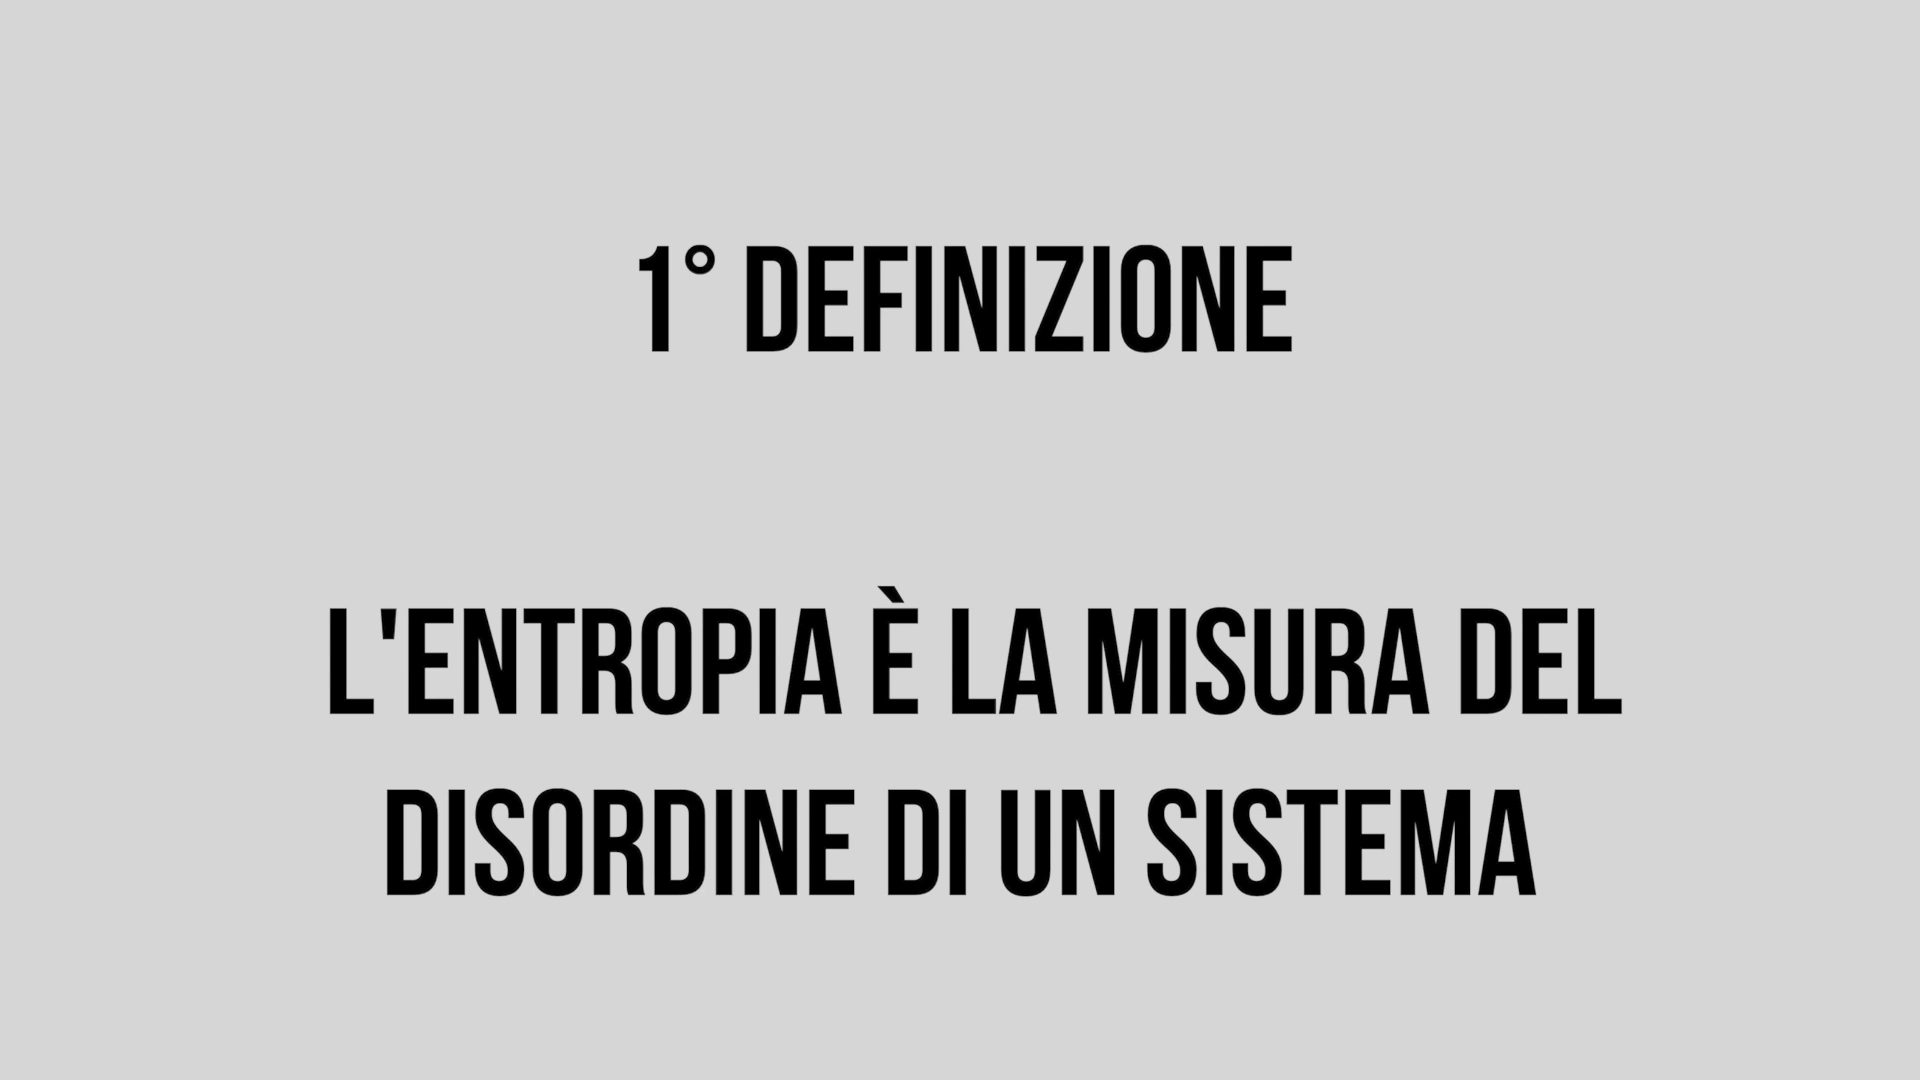 1° DEFINIZIONE
L'ENTROPIA È LA MISURA DEL
DISORDINE DI UN SISTEMA